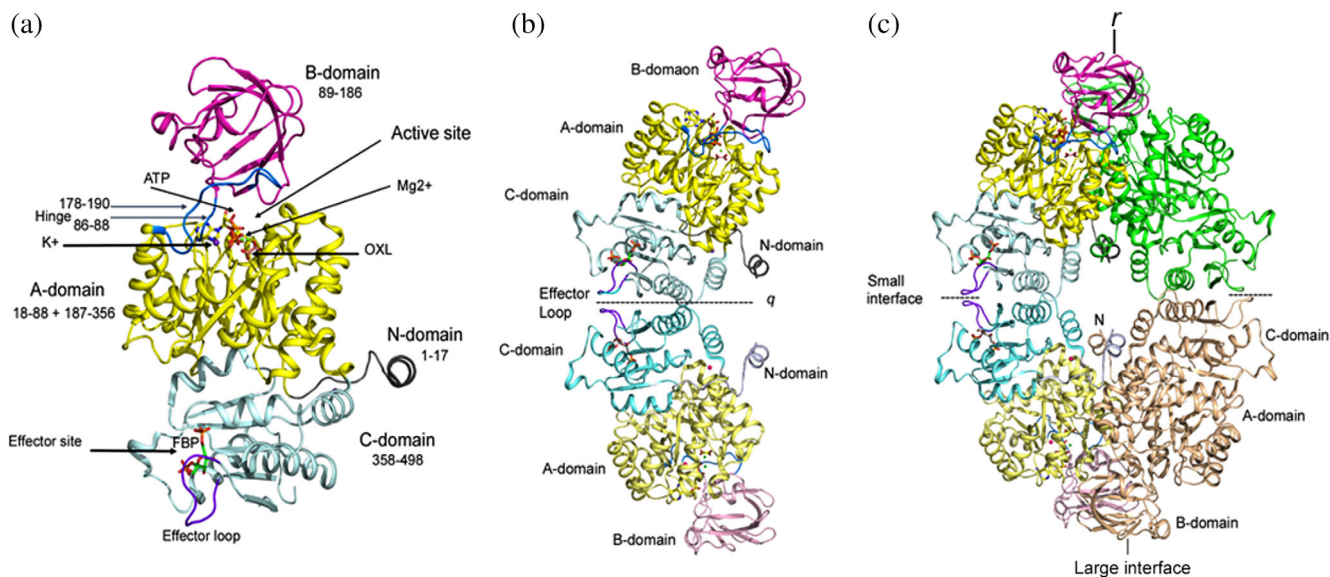 (a)
B-domain
89-186
Active site
ATP
Mg2+
178-190
Hinge
86-88
K+
OXL
A-domain
18-88 + 187-356
N-domain
1-17
Effector site
FBP
C-domain
358-498
Effector loop
(b)
B-domaon
A-domain
C-domain
N-domain
Effector
Loop
q
C-domain
N-domain
A-domain
B-domain
(c)
r
Small
interface
N
C-domain
A-domain
B-domain
Large interface